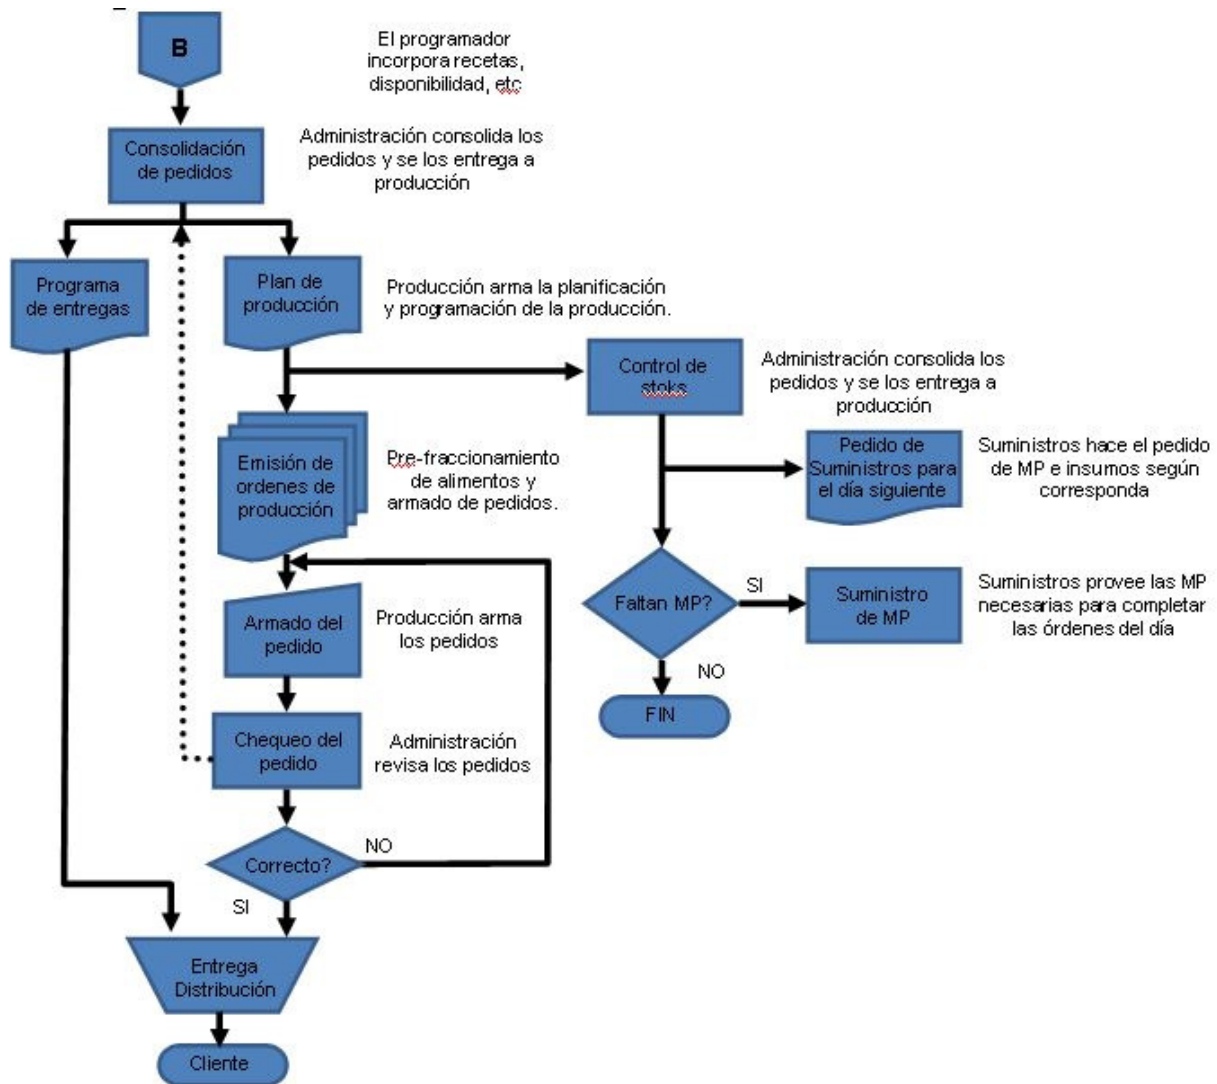 B
El programador
incorpora recetas,
disponibilidad, etc
Consolidación
de pedidos
Administración consolida los
pedidos y se los entrega a
producción
Programa
de entregas
Plan de
producción
Producción arma la planificación
y programación de la producción.
Control de
stoks
Administración consolida los
pedidos y se los entrega a
producción
Emisión de
ordenes de
producción
Pre-fraccionamiento
de alimentos y
armado de pedidos.
Pedido de
Suministros para
el día siguiente
Suministros hace el pedido
de MP e insumos según
corresponda
Faltan MP?
SI
Suministro
de MP
Suministros provee las MP
necesarias para completar
las órdenes del día
NO
FIN
Armado del
pedido
Producción arma
los pedidos
Chequeo del
pedido
Administración
revisa los pedidos
Correcto?
NO
SI
Entrega
Distribución
Cliente